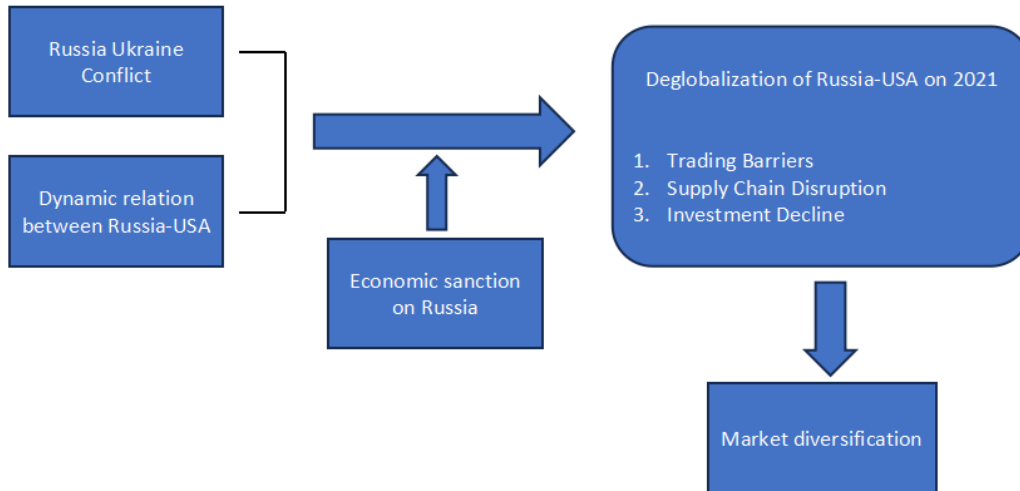 Russia Ukraine
Conflict
Dynamic relation
between Russia-USA
Economic sanction
on Russia
Deglobalization of Russia-USA on 2021
1. Trading Barriers
2. Supply Chain Disruption
3. Investment Decline
Market diversification